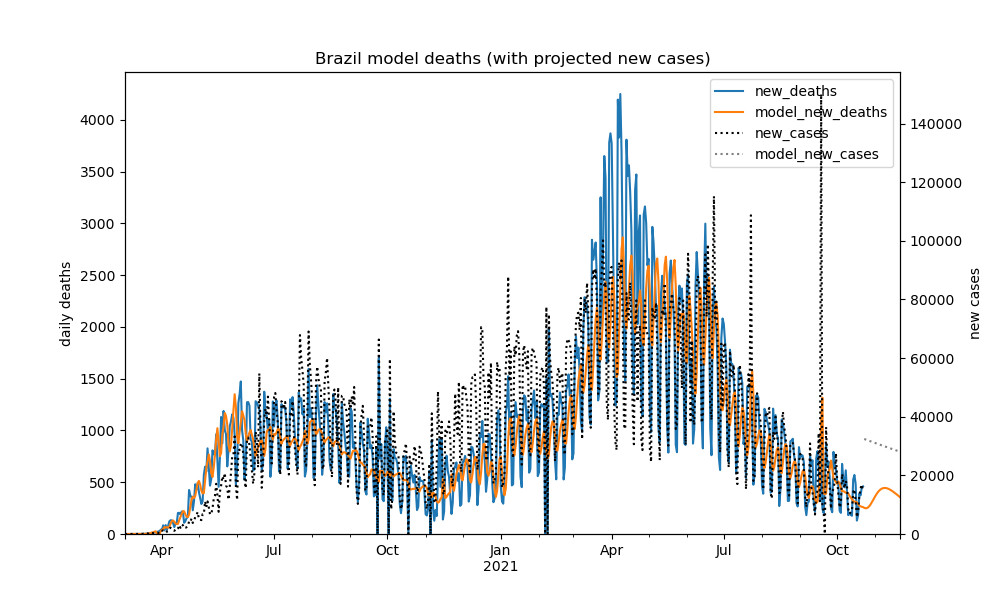 Brazil model deaths (with projected new cases)
new_deaths
model_new_deaths
new_cases
model_new_cases
daily deaths
4000
3500
3000
2500
2000
1500
1000
500
0
140000
120000
100000
80000
60000
40000
20000
0
new cases
Apr
Jul
Oct
Jan
2021
Apr
Jul
Oct